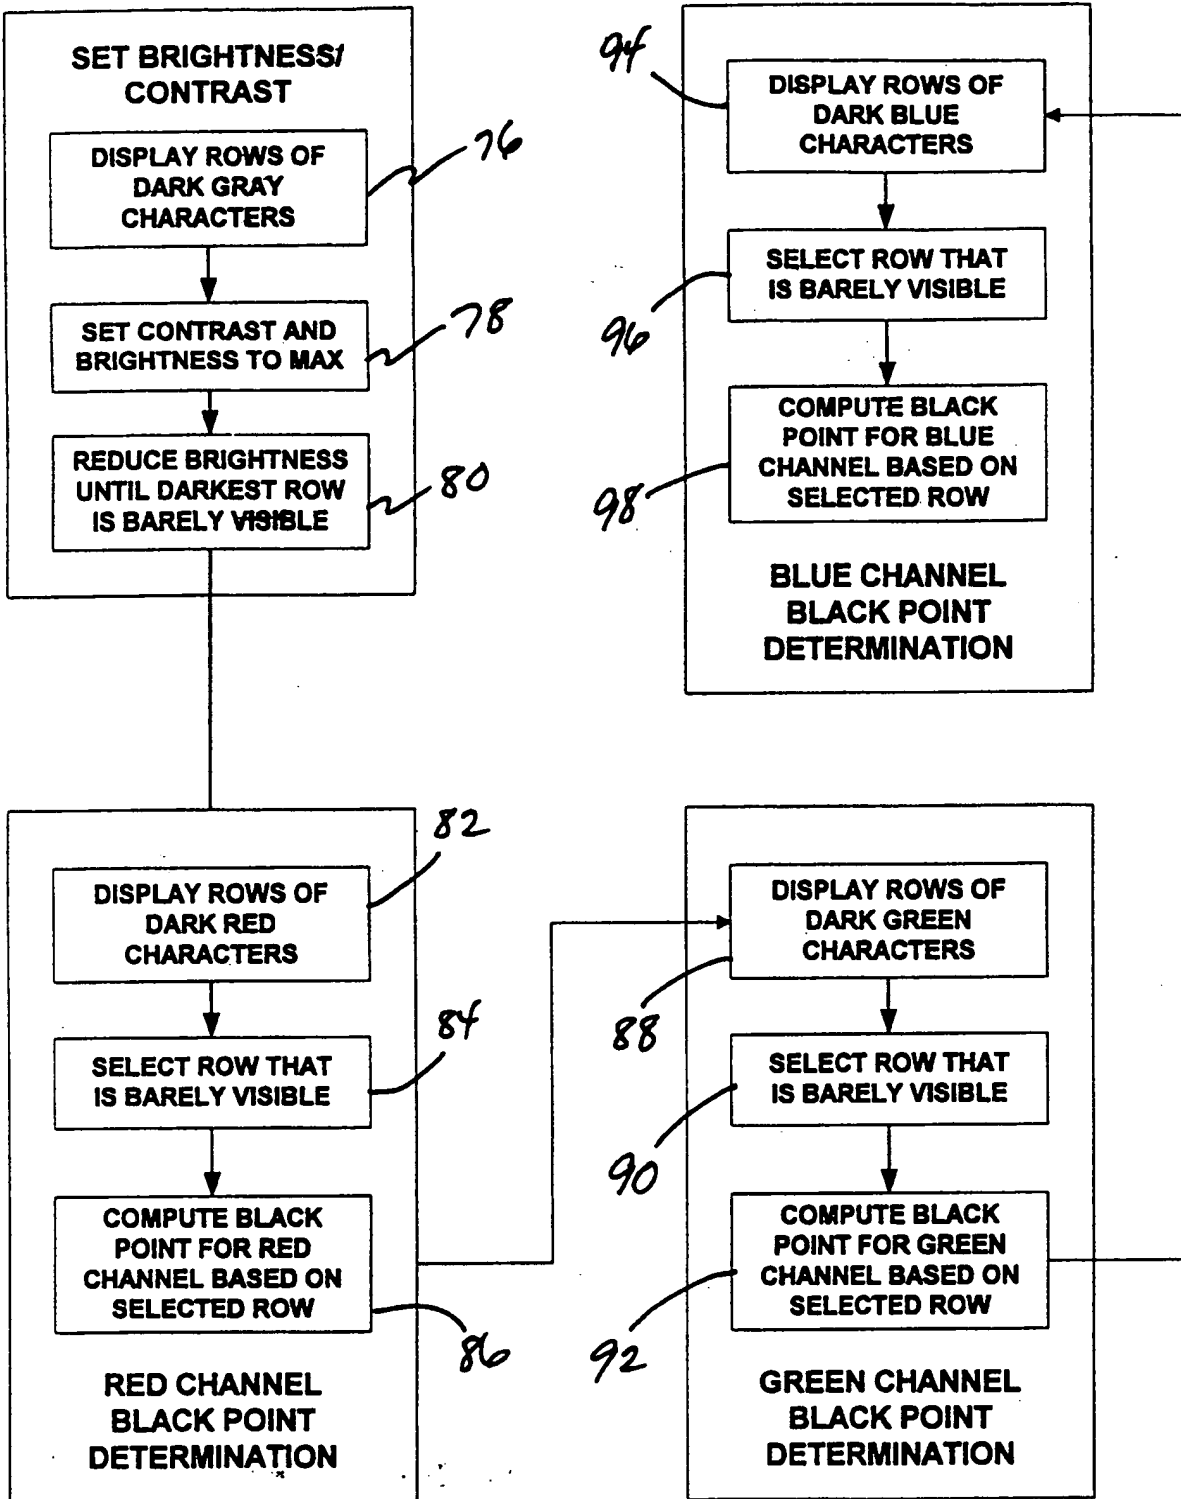 SET BRIGHTNESS/
CONTRAST
DISPLAY ROWS OF
DARK GRAY
CHARACTERS
76
SET CONTRAST AND
BRIGHTNESS TO MAX
78
REDUCE BRIGHTNESS
UNTIL DARKEST ROW
IS BARELY VISIBLE
80
82
DISPLAY ROWS OF
DARK RED
CHARACTERS
84
SELECT ROW THAT
IS BARELY VISIBLE
COMPUTE BLACK
POINT FOR RED
CHANNEL BASED ON
SELECTED ROW
86
RED CHANNEL
BLACK POINT
DETERMINATION
DISPLAY ROWS OF
DARK GREEN
CHARACTERS
88
SELECT ROW THAT
IS BARELY VISIBLE
90
COMPUTE BLACK
POINT FOR GREEN
CHANNEL BASED ON
SELECTED ROW
92
GREEN CHANNEL
BLACK POINT
DETERMINATION
94
DISPLAY ROWS OF
DARK BLUE
CHARACTERS
SELECT ROW THAT
IS BARELY VISIBLE
96
COMPUTE BLACK
POINT FOR BLUE
CHANNEL BASED ON
SELECTED ROW
98
BLUE CHANNEL
BLACK POINT
DETERMINATION